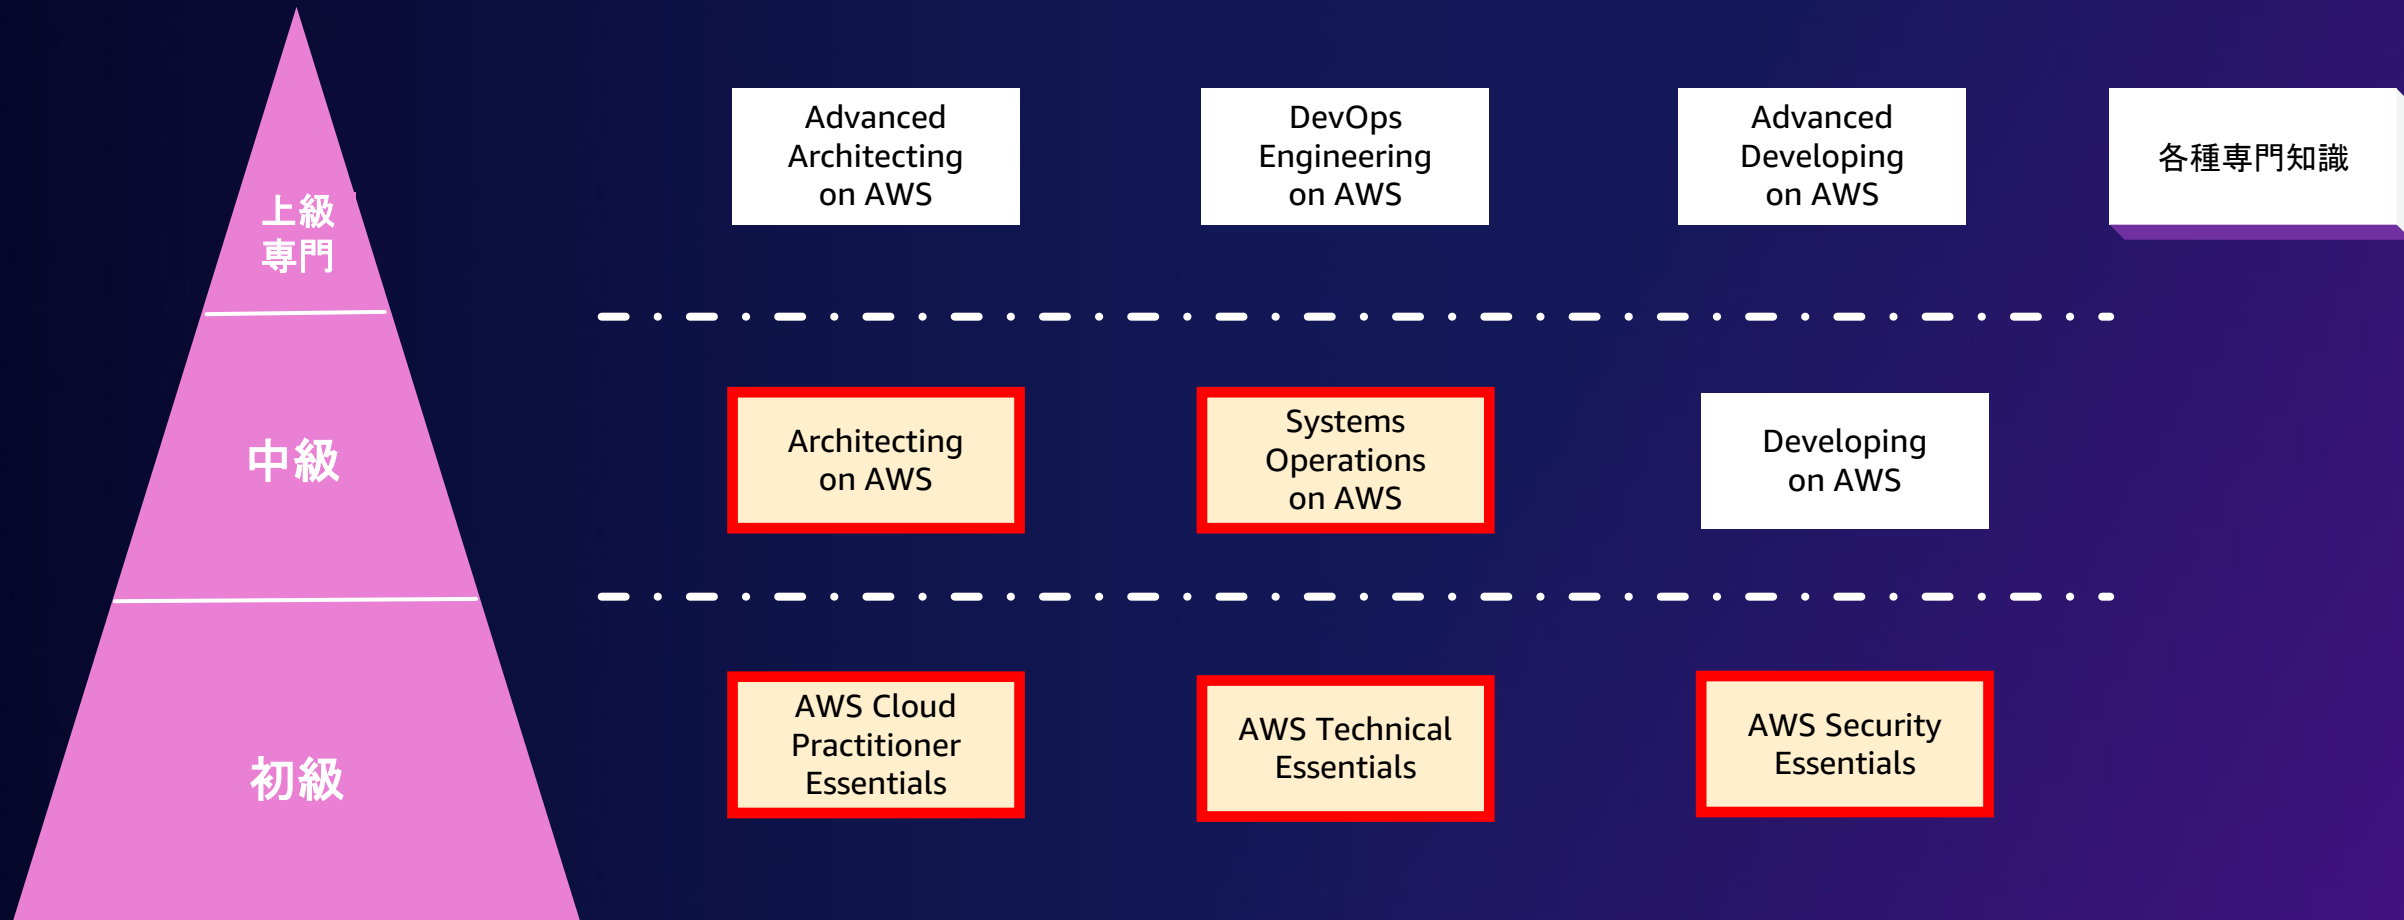 上級
専門
Advanced
Architecting
on AWS
DevOps
Engineering
on AWS
Advanced
Developing
on AWS
各種専門知識
中級
Architecting
on AWS
Systems
Operations
on AWS
Developing
on AWS
初級
AWS Cloud
Practitioner
Essentials
AWS Technical
Essentials
AWS Security
Essentials